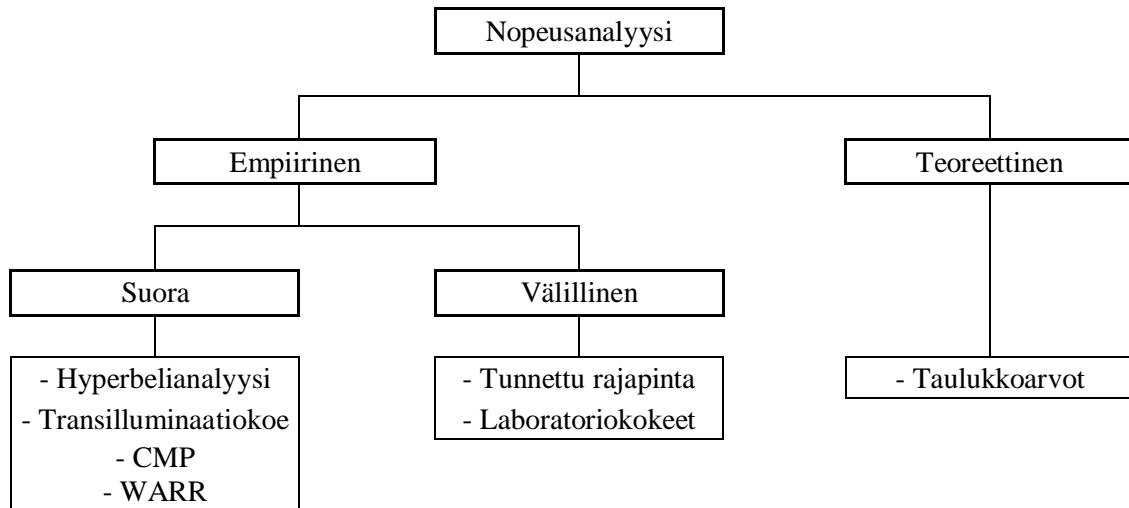 Nopeusanalyysi
Empiirinen
Teoreettinen
Suora
Välillinen
- Hyperbelianalyysi
- Transilluminaatiokoe
- CMP
- WARR
- Tunnettu rajapinta
- Laboratoriokokeet
- Taulukkoarvot